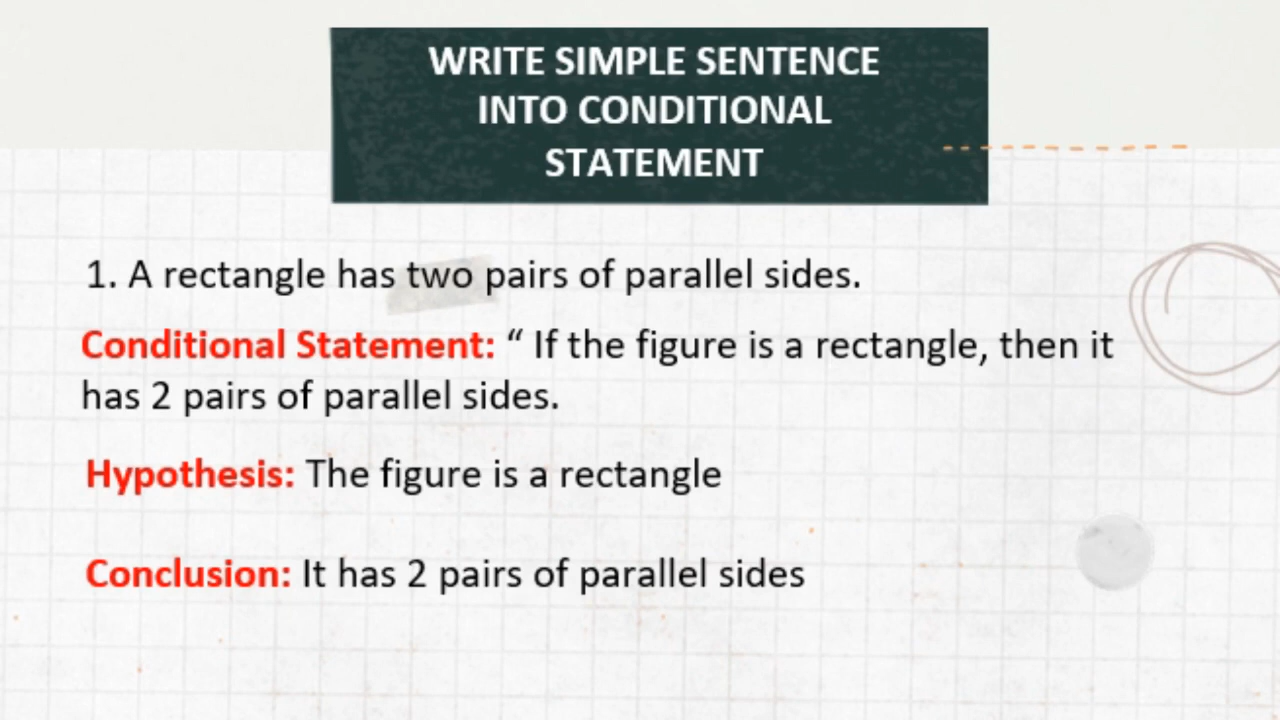 WRITE SIMPLE SENTENCE
INTO CONDITIONAL
STATEMENT
1. A rectangle has two pairs of parallel sides.
Conditional Statement: “ If the figure is a rectangle, then it
has 2 pairs of parallel sides.
Hypothesis: The figure is a rectangle
Conclusion: It has 2 pairs of parallel sides